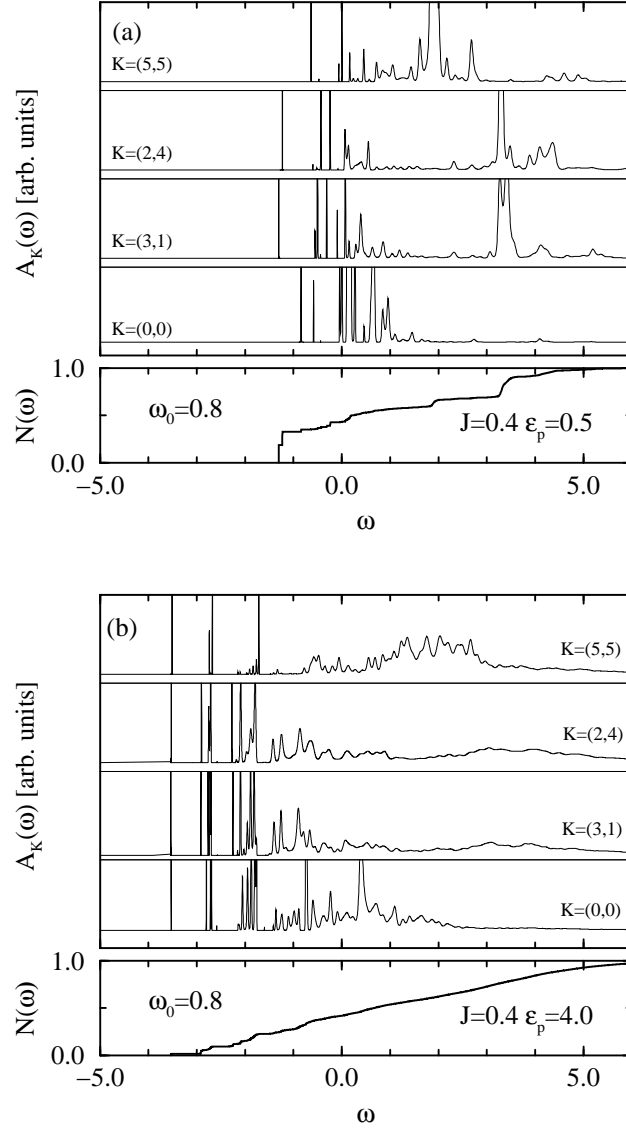 (a)
K=(5,5)
K=(2,4)
K=(3,1)
K=(0,0)
A_K(ω) [arb. units]
1.0
N(ω)
ω₀=0.8
J=0.4 ε_p=0.5
0.0
−5.0 0.0 5.0
ω
(b)
K=(5,5)
K=(2,4)
K=(3,1)
K=(0,0)
A_K(ω) [arb. units]
1.0
N(ω)
ω₀=0.8
J=0.4 ε_p=4.0
0.0
−5.0 0.0 5.0
ω